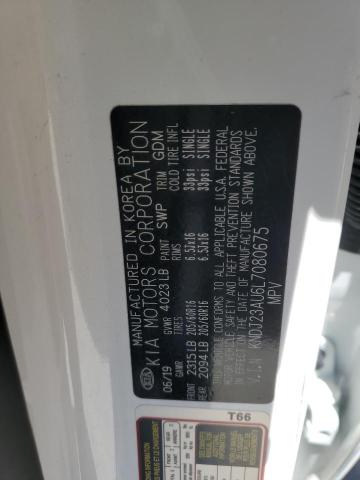 MANUFACTURED IN KOREA BY
KIA KIA MOTORS CORPORATION
06/19 GVWR 4023 LB PAINT SWP TRIM GDM
GAWR RIMS COLD TIRE INFL
FRONT 2315 LB 205/60R16 6.5Jx16 33psi SINGLE
REAR 2094 LB 205/60R16 6.5Jx16 33psi SINGLE
THIS VEHICLE CONFORMS TO ALL APPLICABLE U.S.A. FEDERAL
MOTOR VEHICLE SAFETY AND THEFT PREVENTION STANDARDS
IN EFFECT ON THE DATE OF MANUFACTURE SHOWN ABOVE.
V.I.N KNDJ23AU6L7080675
MPV
T66